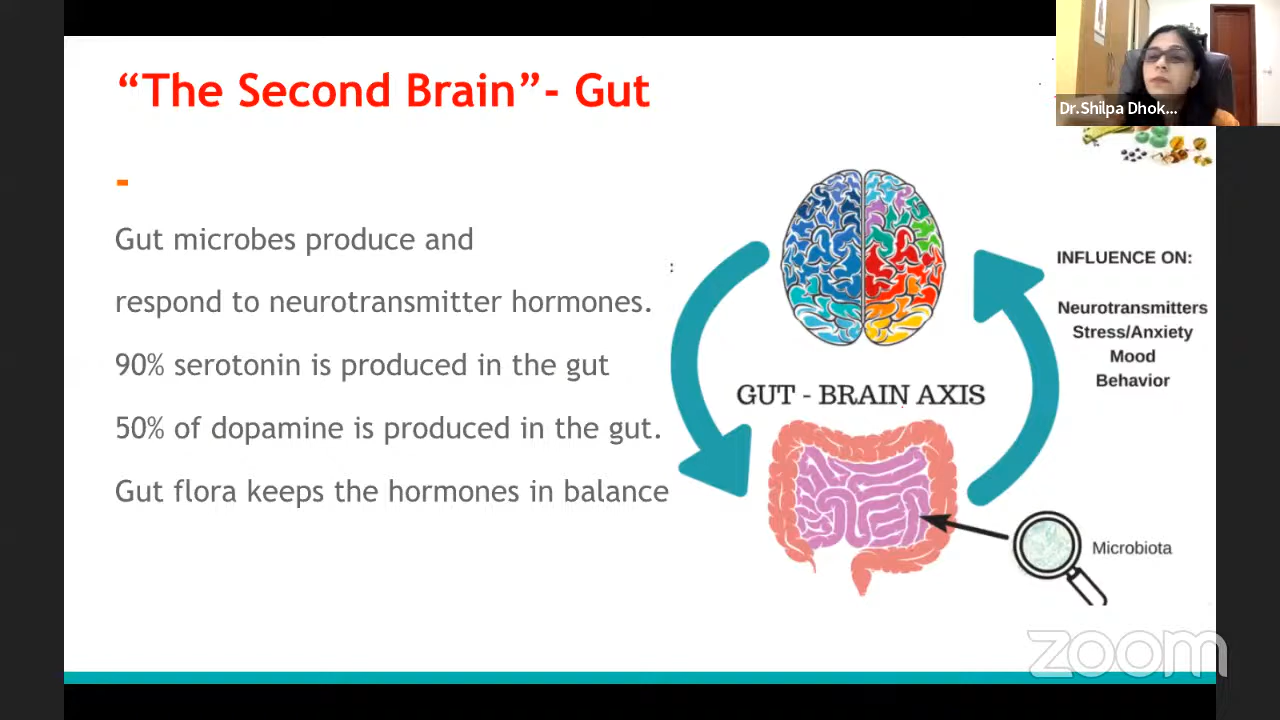 “The Second Brain”- Gut
Dr.Shilpa Dhok...
-
Gut microbes produce and
respond to neurotransmitter hormones.
90% serotonin is produced in the gut
50% of dopamine is produced in the gut.
Gut flora keeps the hormones in balance
:
GUT - BRAIN AXIS
INFLUENCE ON:
Neurotransmitters
Stress/Anxiety
Mood
Behavior
Microbiota
zoom